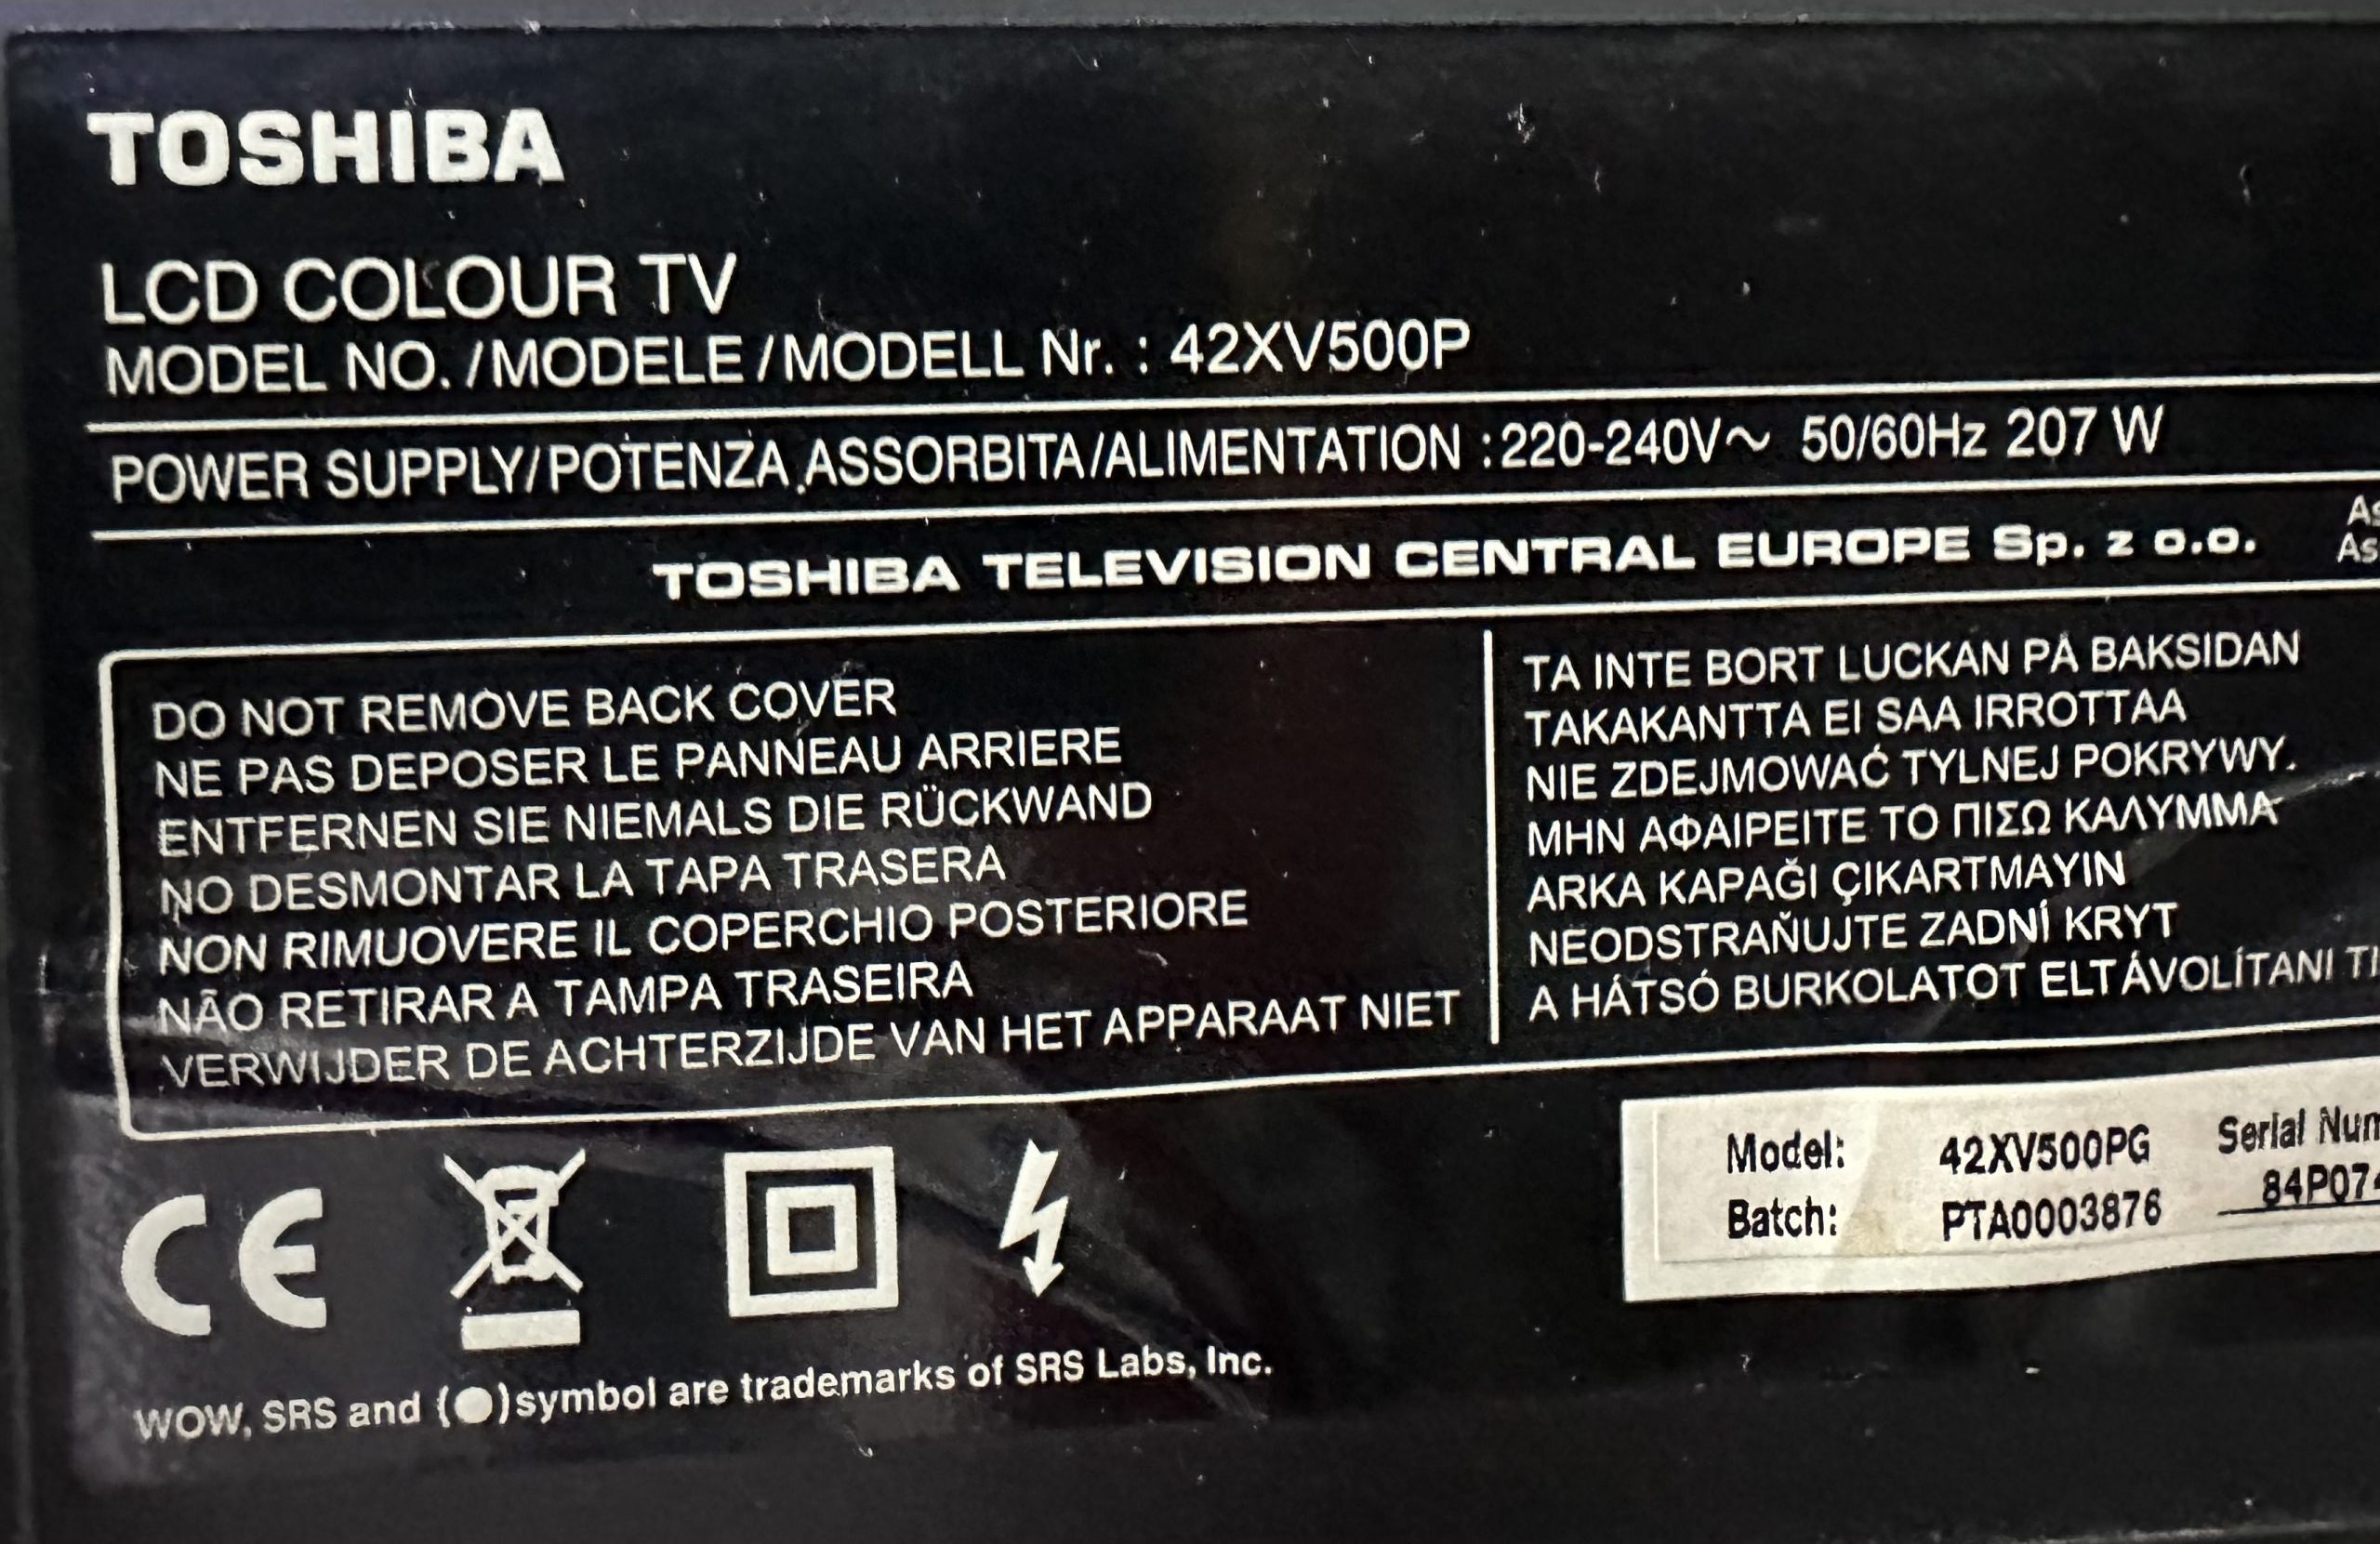 TOSHIBA
LCD COLOUR TV
MODEL NO. /MODELE /MODELL Nr. : 42XV500P
POWER SUPPLY/POTENZA ASSORBITA/ALIMENTATION :220-240V～ 50/60Hz 207 W
TOSHIBA TELEVISION CENTRAL EUROPE Sp. z o.o.
DO NOT REMOVE BACK COVER
NE PAS DEPOSER LE PANNEAU ARRIERE
ENTFERNEN SIE NIEMALS DIE RÜCKWAND
NO DESMONTAR LA TAPA TRASERA
NON RIMUOVERE IL COPERCHIO POSTERIORE
NÃO RETIRAR A TAMPA TRASEIRA
VERWIJDER DE ACHTERZIJDE VAN HET APPARAAT NIET
TA INTE BORT LUCKAN PÅ BAKSIDAN
TAKAKANTTA EI SAA IRROTTAA
NIE ZDEJMOWAĆ TYLNEJ POKRYWY.
ΜΗΝ ΑΦΑΙΡΕΙΤΕ ΤΟ ΠΙΣΩ ΚΑΛΥΜΜΑ
ARKA KAPAĞI ÇIKARTMAYIN
NEODSTRAŇUJTE ZADNÍ KRYT
A HÁTSÓ BURKOLATOT ELTÁVOLÍTANI
CE
WOW, SRS and (●) symbol are trademarks of SRS Labs, Inc.
Model: 42XV500PG Serial
Batch: PTA0003876